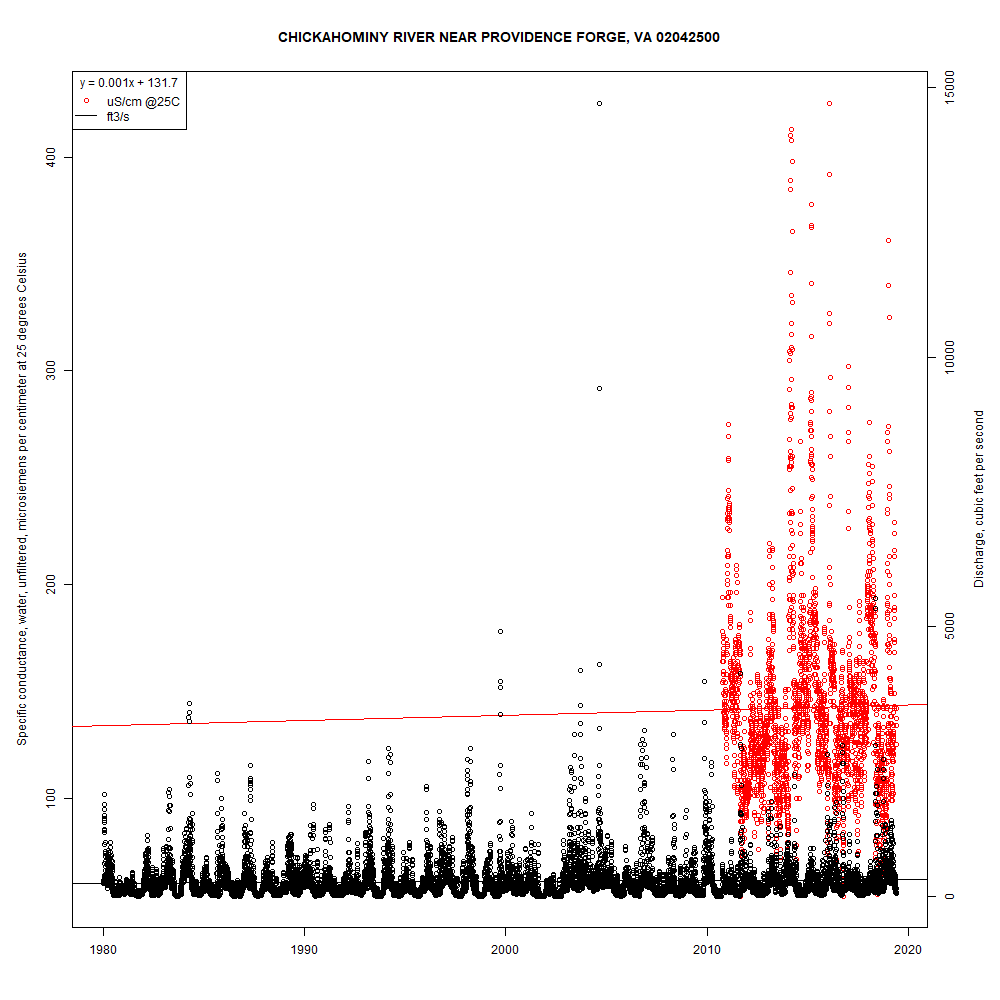 CHICKAHOMINY RIVER NEAR PROVIDENCE FORGE, VA 02042500
y = 0.001x + 131.7
uS/cm @25C
ft3/s
Specific conductance, water, unfiltered, microsiemens per centimeter at 25 degrees Celsius
400
300
200
100
15000
10000
5000
0
Discharge, cubic feet per second
1980
1990
2000
2010
2020